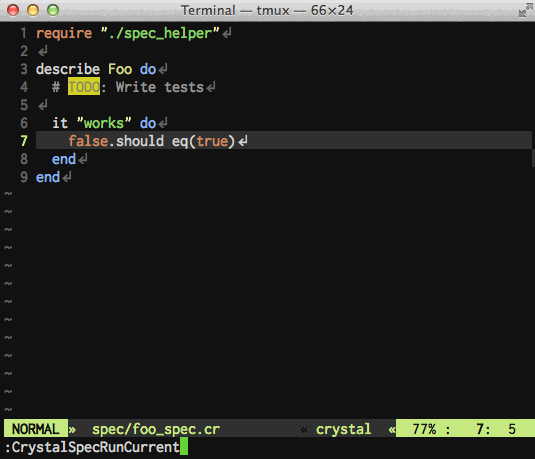 Terminal — tmux — 66×24
1 require "./spec_helper"↲
2 ↲
3 describe Foo do↲
4   # TODO: Write tests↲
5 ↲
6   it "works" do↲
7     false.should eq(true)↲
8   end↲
9 end↲
~
~
~
~
~
~
~
~
~
~
~
~
~
NORMAL » spec/foo_spec.cr « crystal « 77% : 7: 5
:CrystalSpecRunCurrent